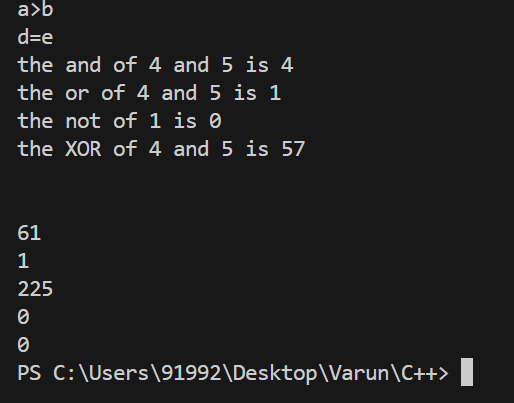 a>b
d=e
the and of 4 and 5 is 4
the or of 4 and 5 is 1
the not of 1 is 0
the XOR of 4 and 5 is 57
61
1
225
0
0
PS C:\Users\91992\Desktop\Varun\C++>